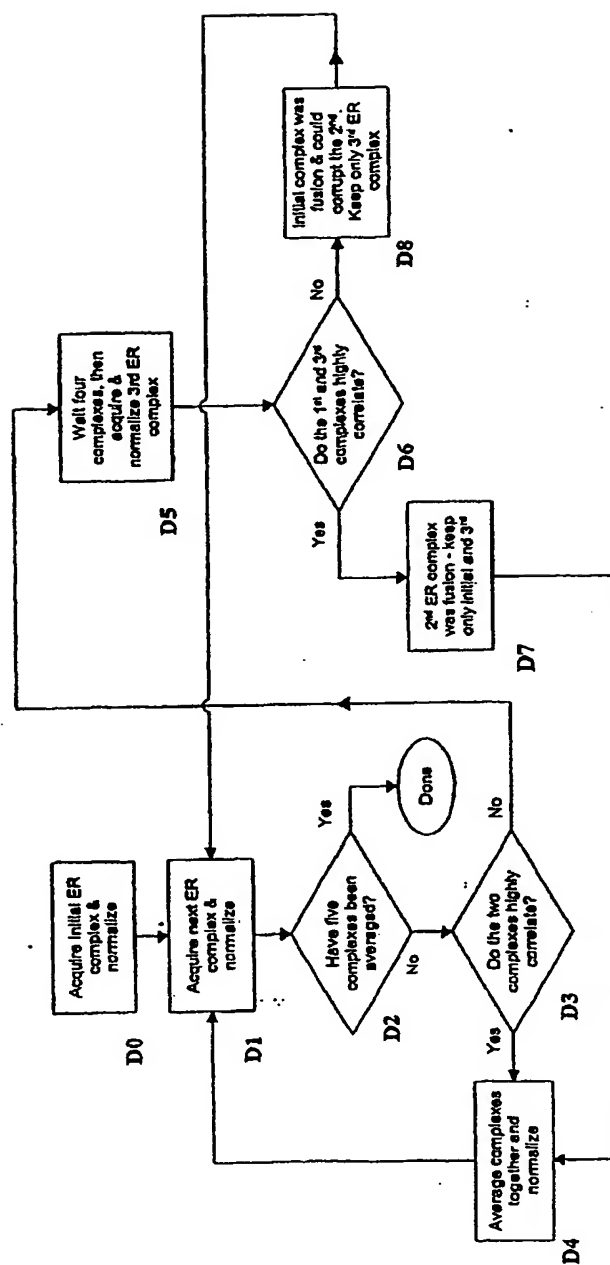 Acquire initial ER
complex &
normalize
D0
Acquire next ER
complex &
normalize
D1
Have five
complexes been
averaged?
D2
Yes
Done
No
Do the two
complexes highly
correlate?
D3
Yes
No
Average complexes
together and
normalize
D4
Wait four
complexes, then
acquire &
normalize 3rd ER
complex
D5
Do the 1st and 3rd
complexes highly
correlate?
D6
Yes
No
2nd ER complex
was fusion - keep
only initial and 3rd
D7
Initial complex was
fusion & could
corrupt the 2nd.
Keep only 3rd ER
complex
D8